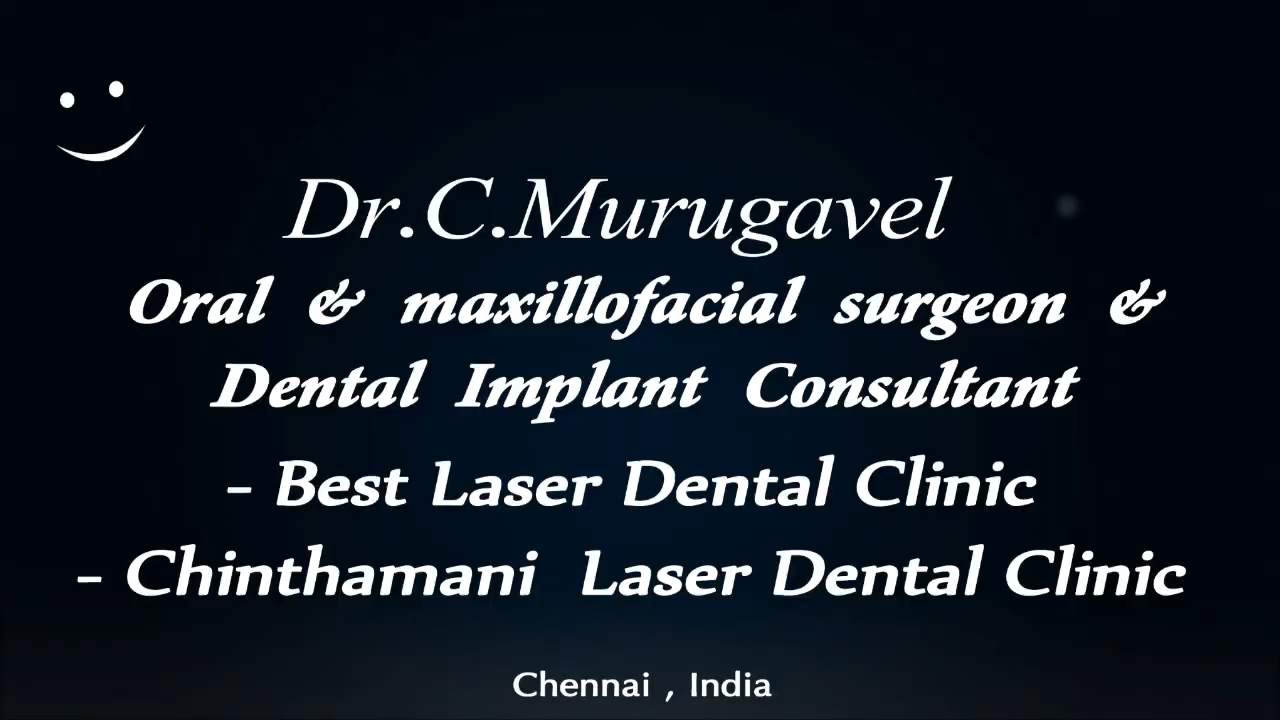 Dr.C.Murugavel
Oral & maxillofacial surgeon &
Dental Implant Consultant
- Best Laser Dental Clinic
- Chinthamani Laser Dental Clinic
Chennai , India